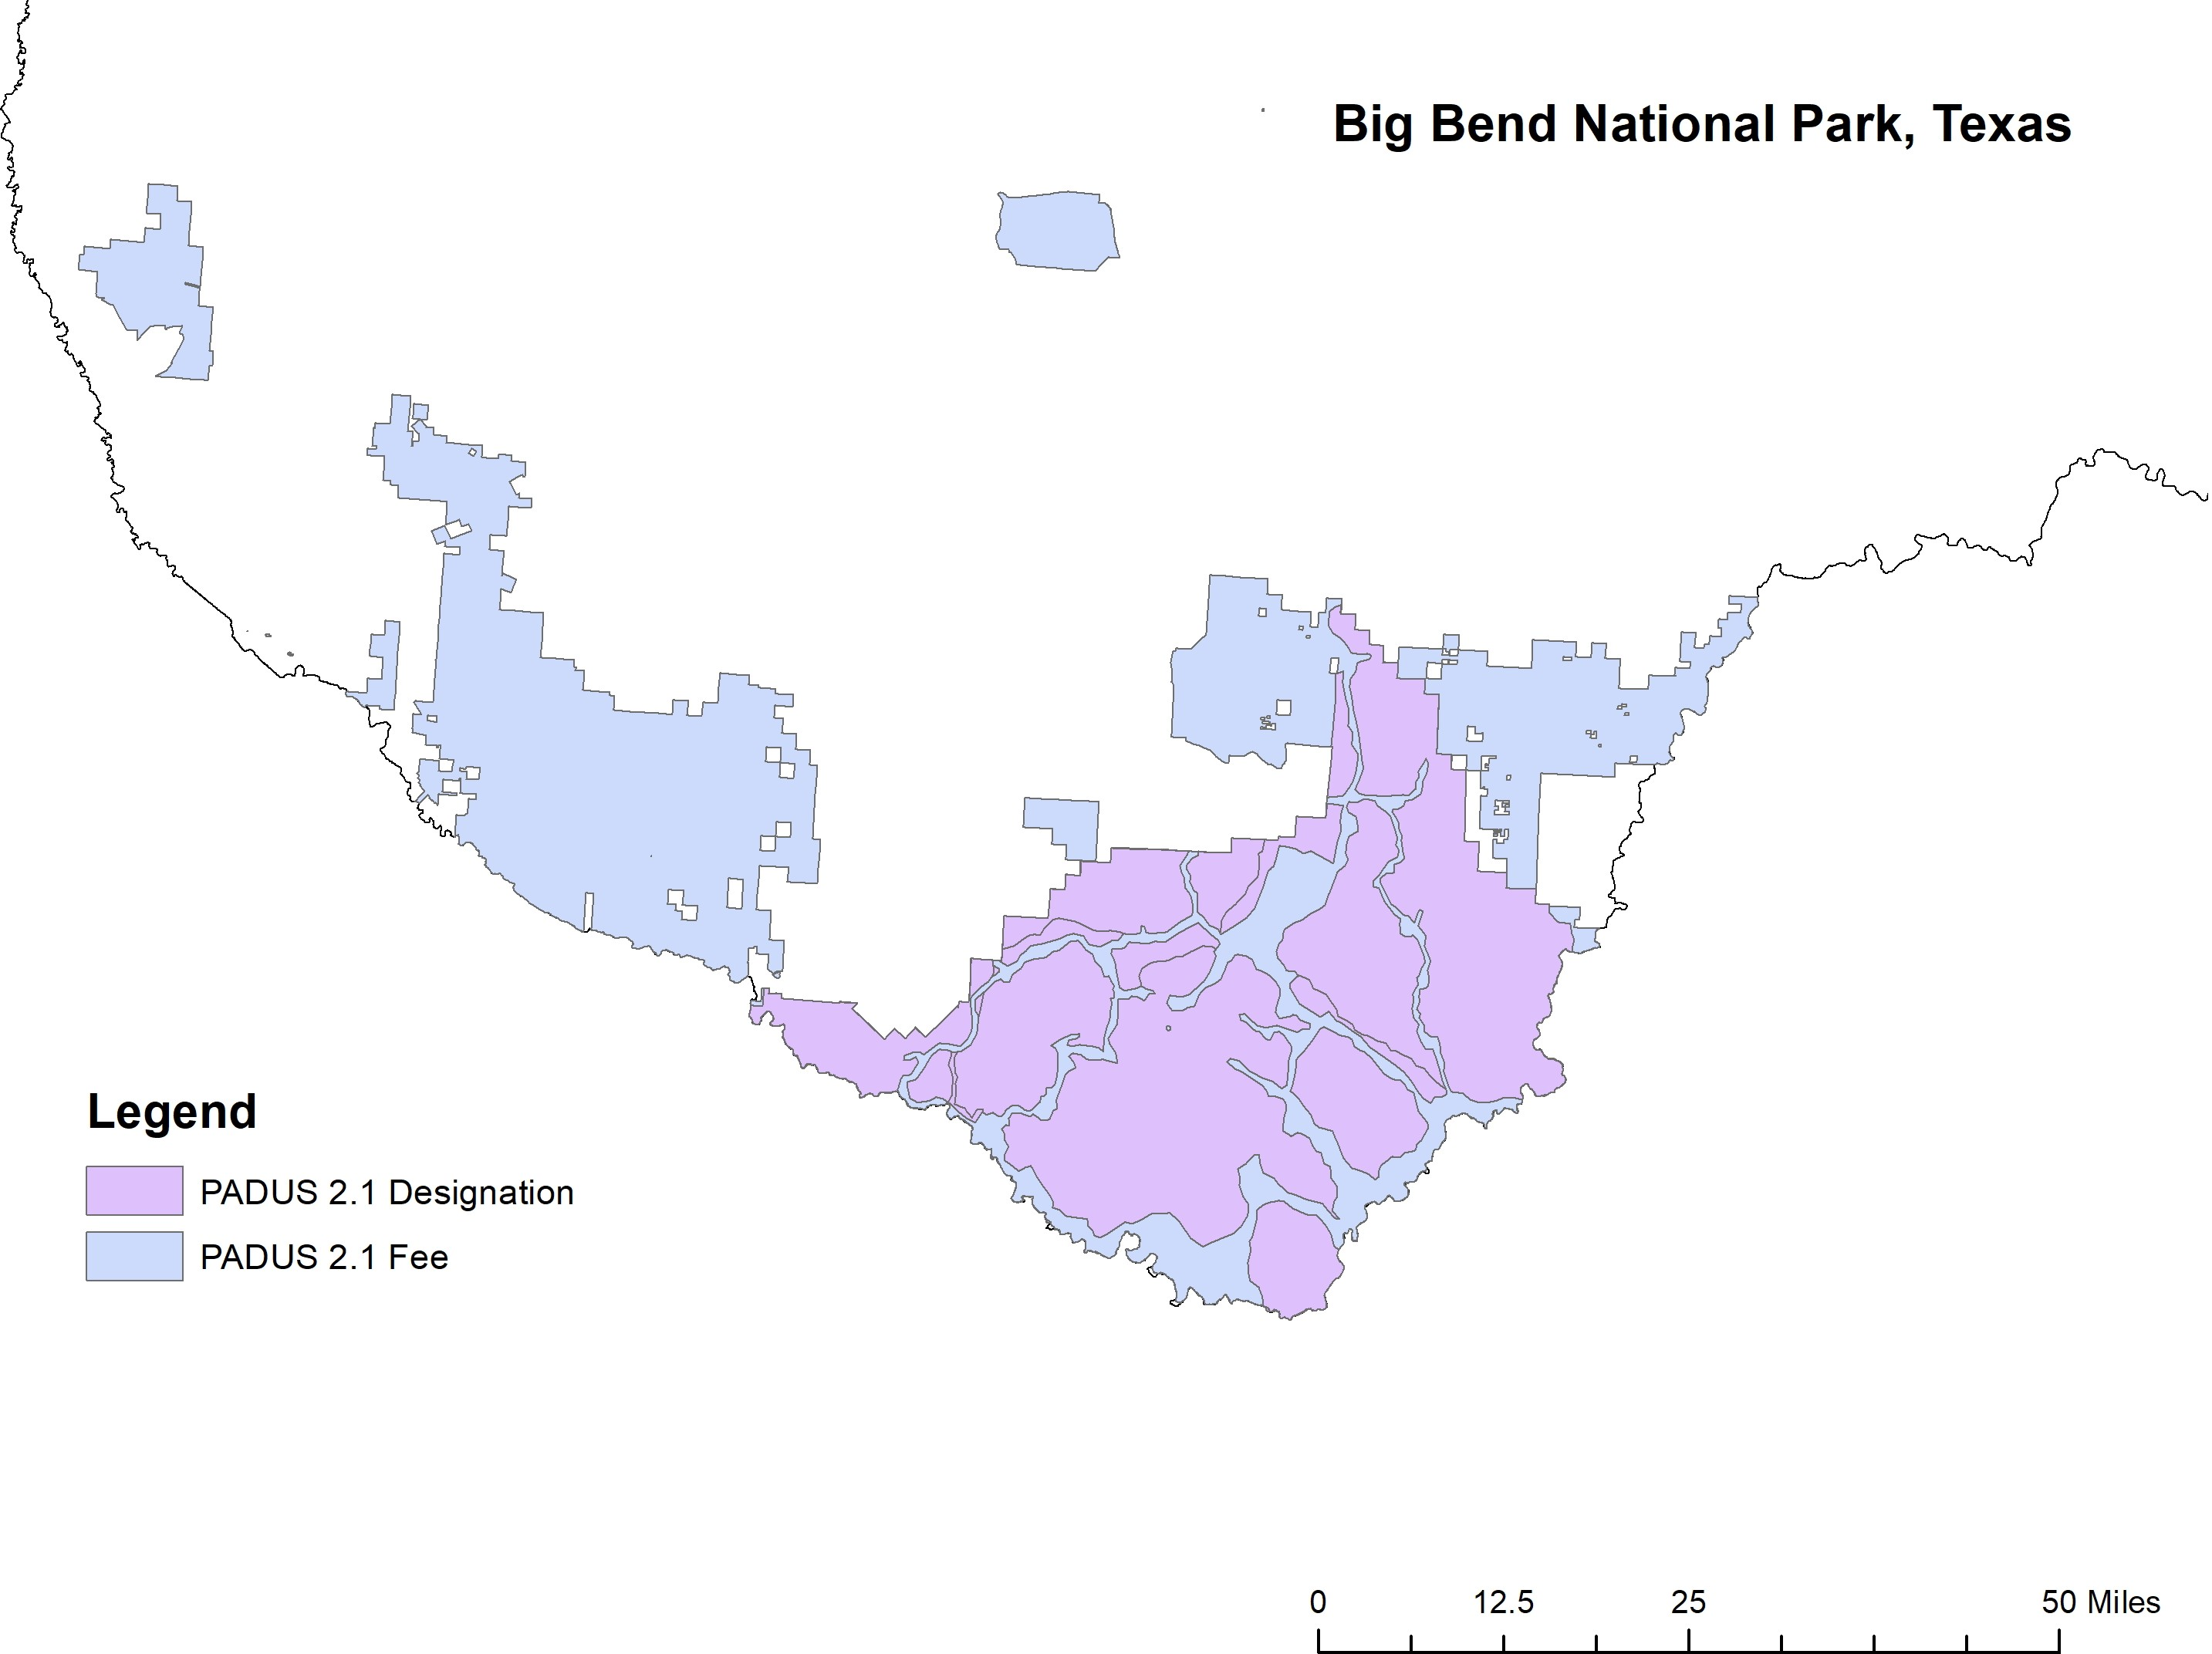 Big Bend National Park, Texas
Legend
PADUS 2.1 Designation
PADUS 2.1 Fee
0 12.5 25 50 Miles